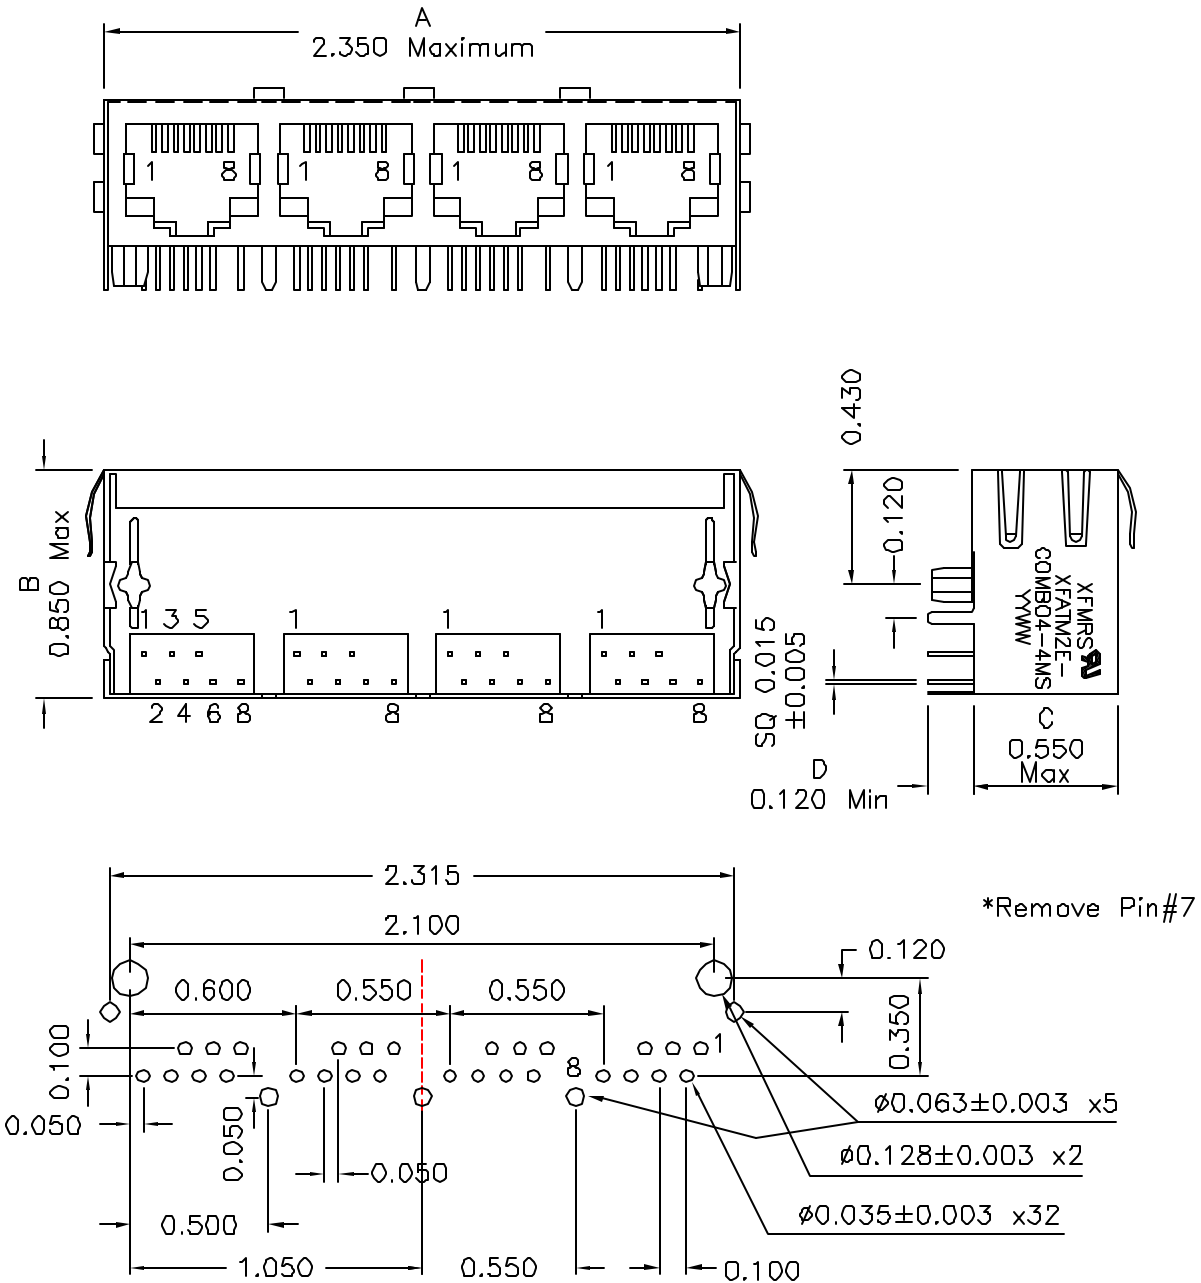 A
2.350 Maximum
1 8 1 8 1 8 1 8
0.430
0.120
B
0.850 Max
1 3 5 1 1 1
2 4 6 8 8 8 8
SQ 0.015
±0.005
XFMRS
XFATM2E-
COMBO4-4MS
YYWW
C
0.550
Max
D
0.120 Min
2.315
*Remove Pin#7
2.100
0.120
0.600 0.550 0.550
0.350
0.100
1
8
0.050
0.050
0.050
Ø0.063±0.003 x5
Ø0.128±0.003 x2
Ø0.035±0.003 x32
0.500
1.050 0.550 0.100